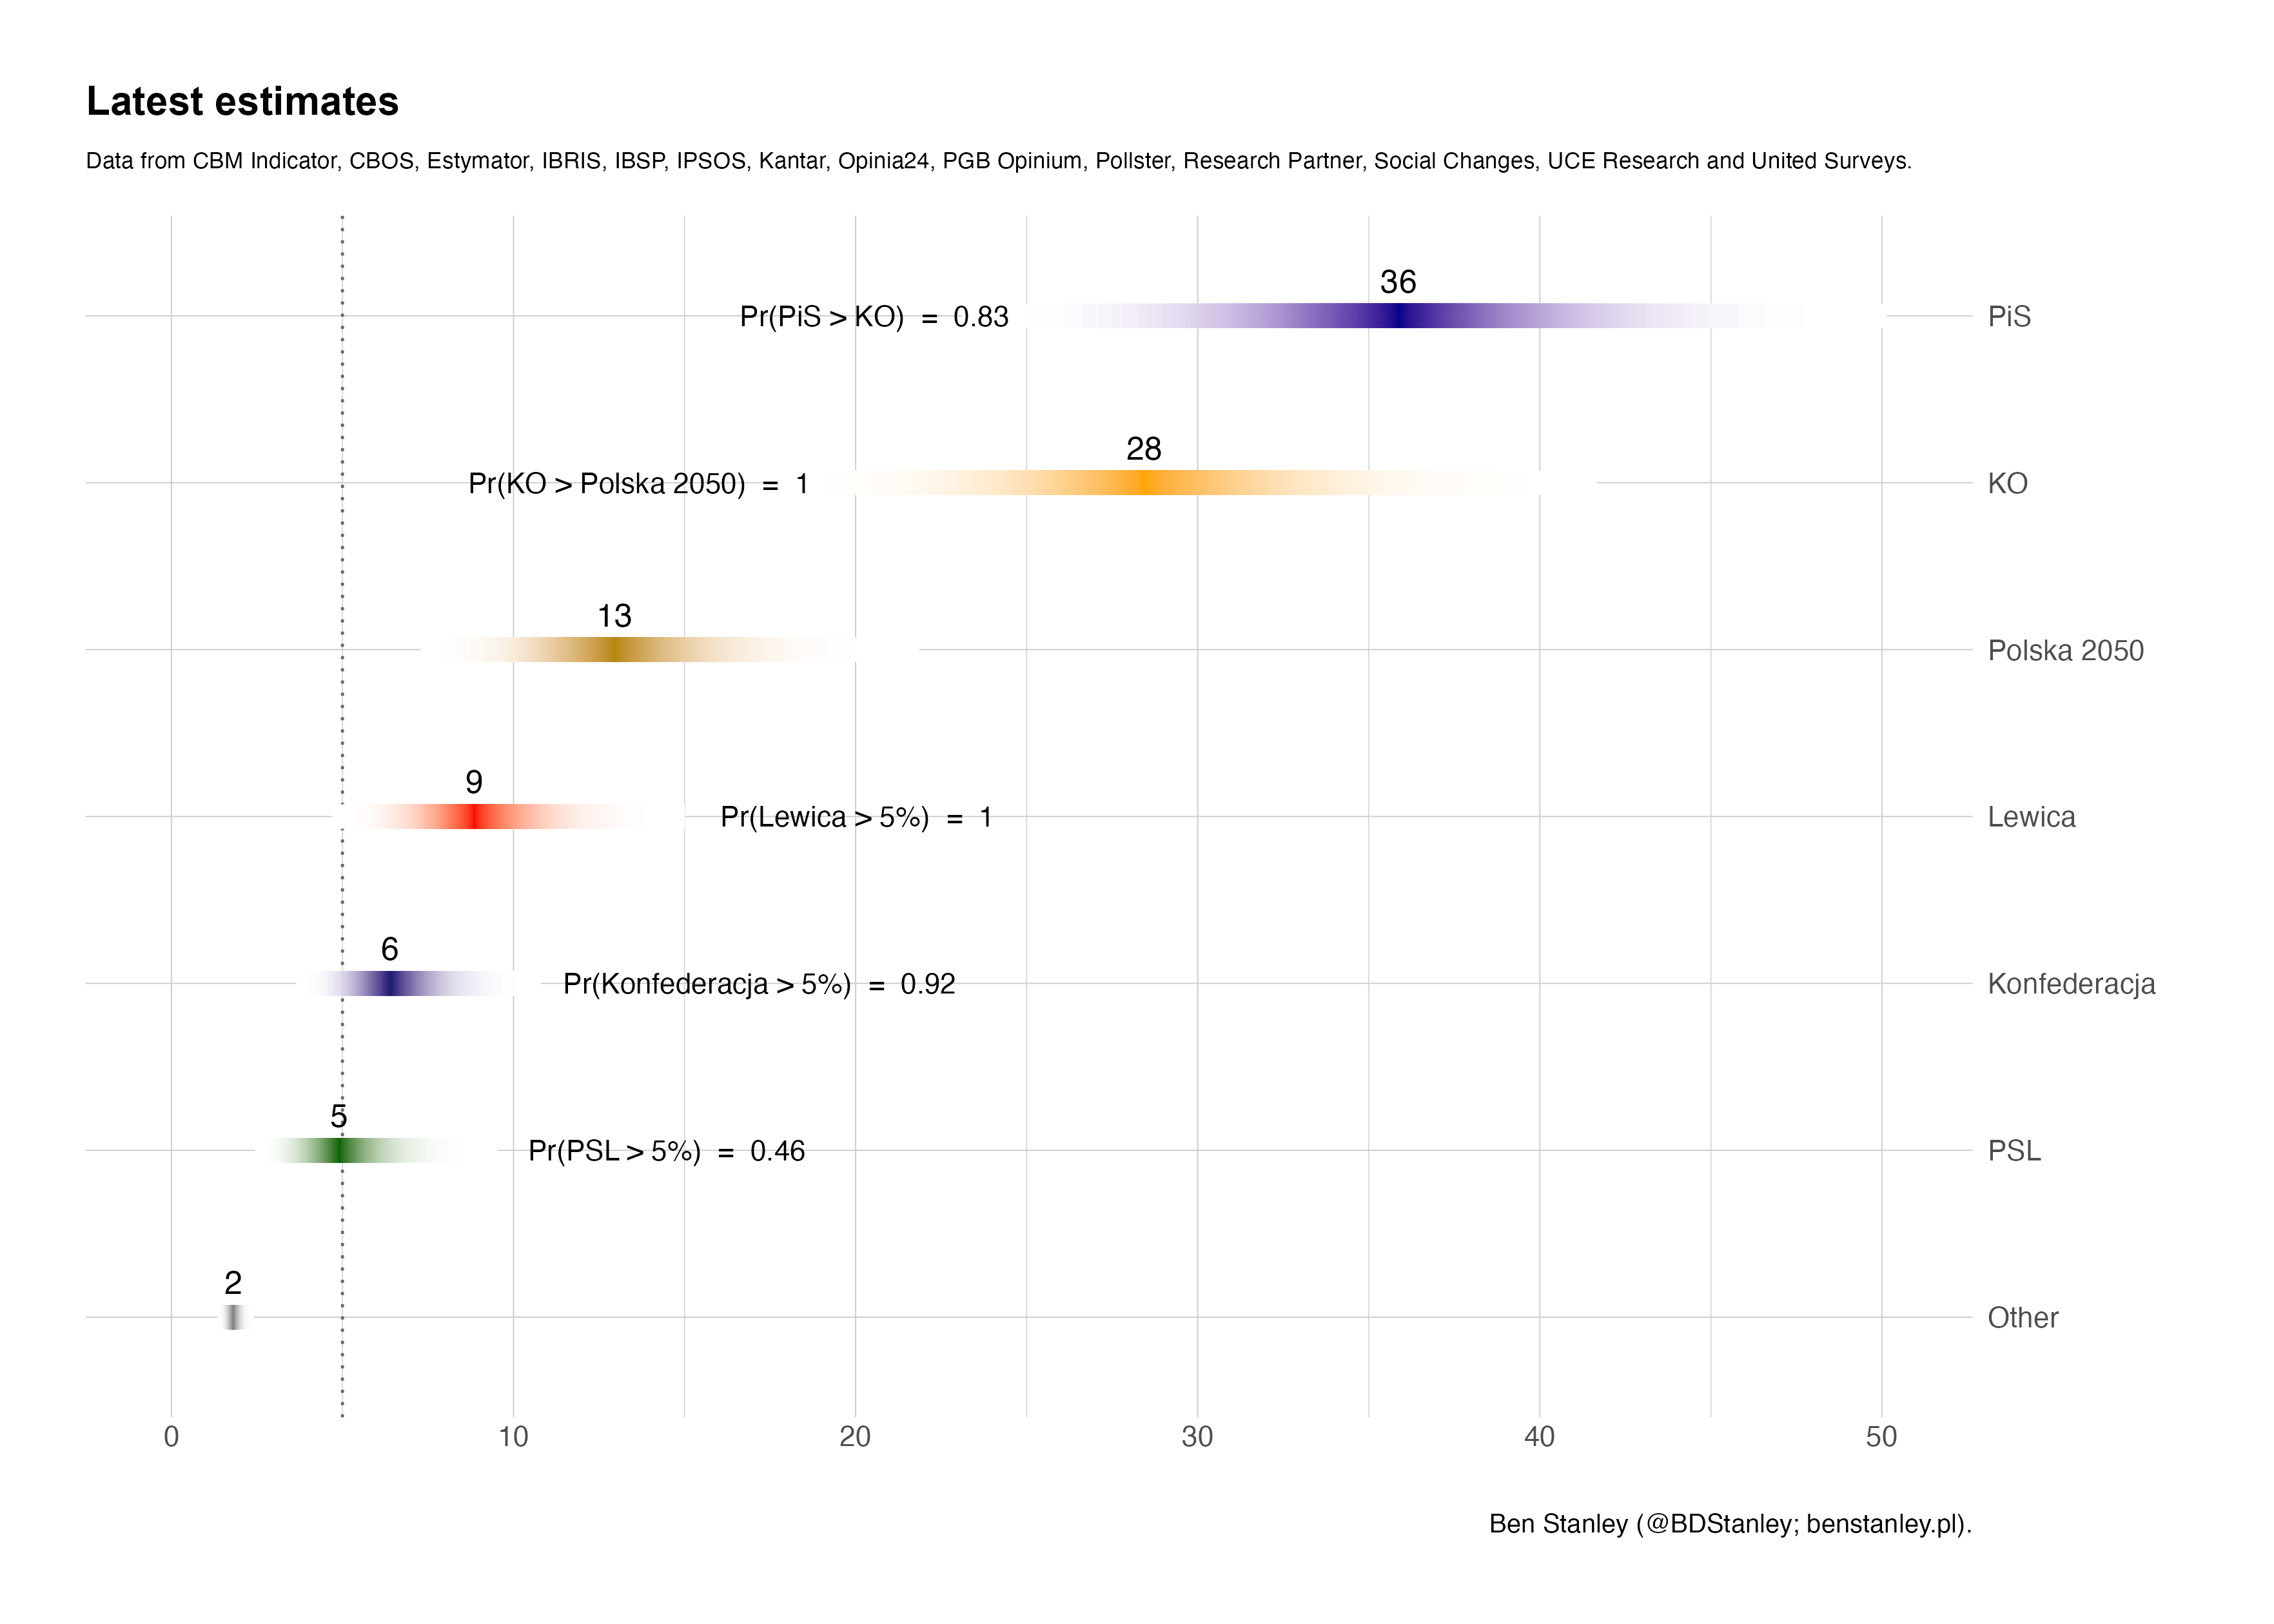 Latest estimates
Data from CBM Indicator, CBOS, Estymator, IBRIS, IBSP, IPSOS, Kantar, Opinia24, PGB Opinium, Pollster, Research Partner, Social Changes, UCE Research and United Surveys.
36
Pr(PiS > KO) = 0.83
PiS
28
Pr(KO > Polska 2050) = 1
KO
13
Polska 2050
9
Pr(Lewica > 5%) = 1
Lewica
6
Pr(Konfederacja > 5%) = 0.92
Konfederacja
5
Pr(PSL > 5%) = 0.46
PSL
2
Other
0 10 20 30 40 50
Ben Stanley (@BDStanley; benstanley.pl).